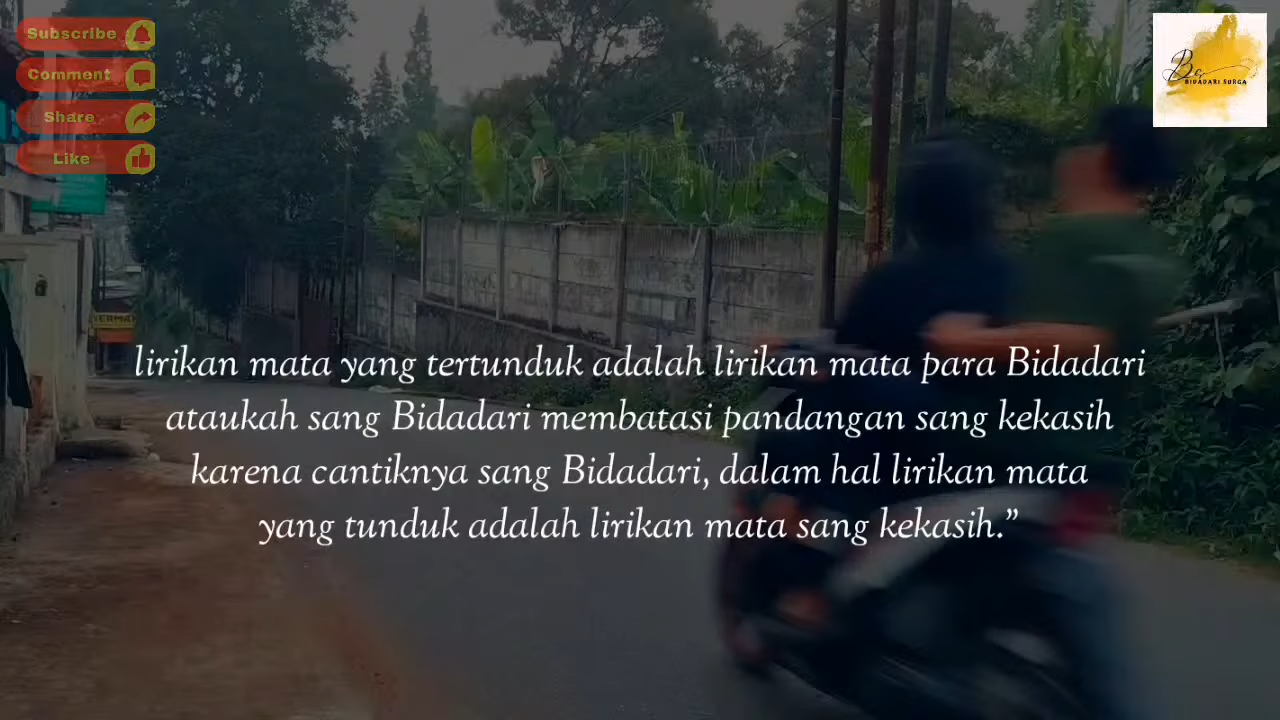 Subscribe
Comment
Share
Like
BIDADARI SURGA
lirikan mata yang tertunduk adalah lirikan mata para Bidadari
ataukah sang Bidadari membatasi pandangan sang kekasih
karena cantiknya sang Bidadari, dalam hal lirikan mata
yang tunduk adalah lirikan mata sang kekasih.”